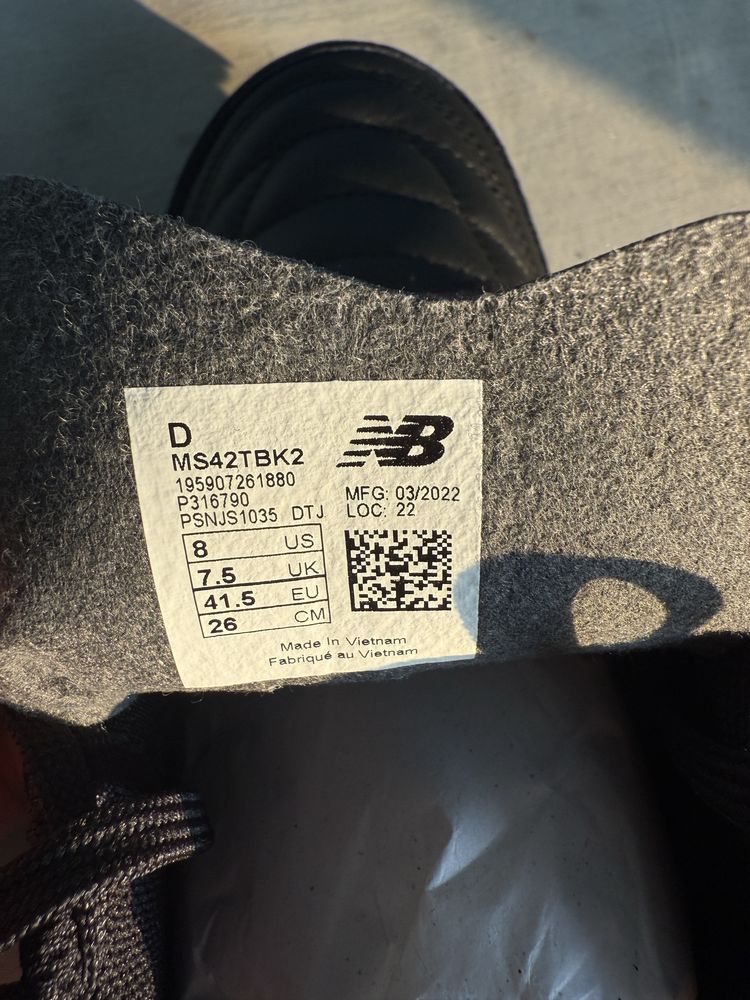 D
NB
MS42TBK2
195907261880
P316790
PSNJS1035 DTJ
MFG: 03/2022
LOC: 22
8 US
7.5 UK
41.5 EU
26 CM
Made In Vietnam
Fabriqué au Vietnam